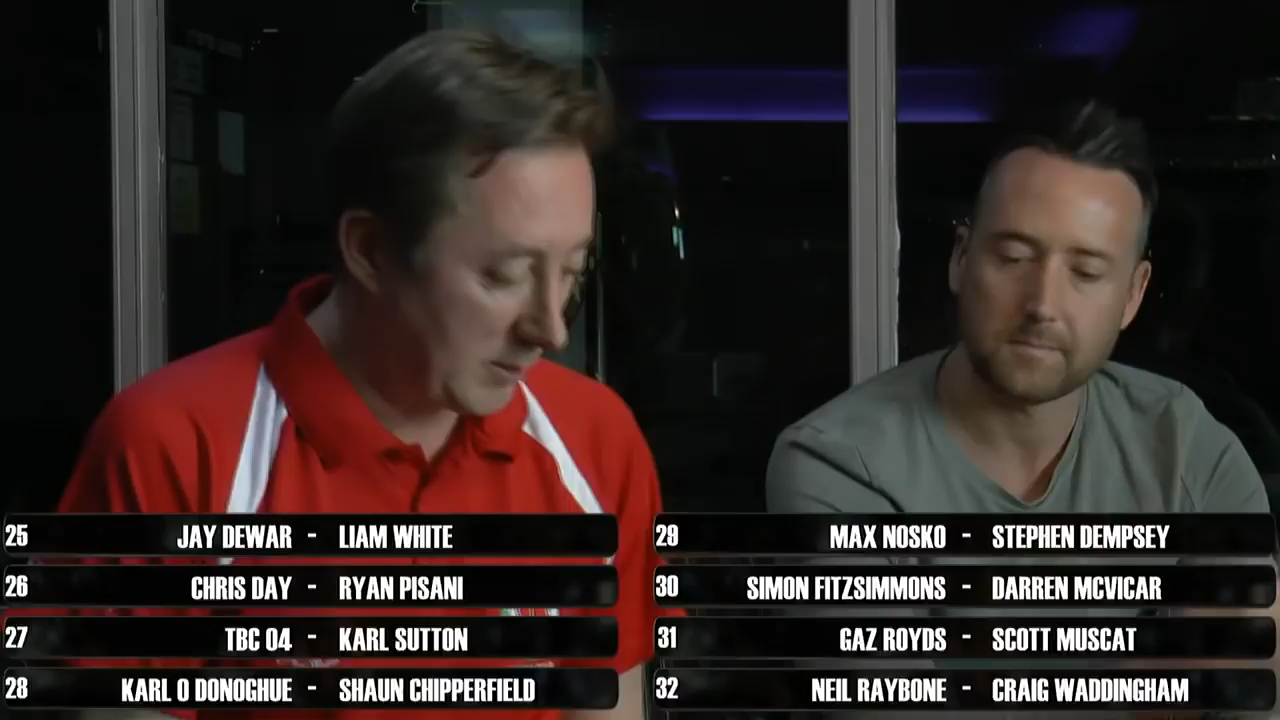 25 JAY DEWAR - LIAM WHITE
26 CHRIS DAY - RYAN PISANI
27 TBC 04 - KARL SUTTON
28 KARL O DONOGHUE - SHAUN CHIPPERFIELD
29 MAX NOSKO - STEPHEN DEMPSEY
30 SIMON FITZSIMMONS - DARREN MCVICAR
31 GAZ ROYDS - SCOTT MUSCAT
32 NEIL RAYBONE - CRAIG WADDINGHAM